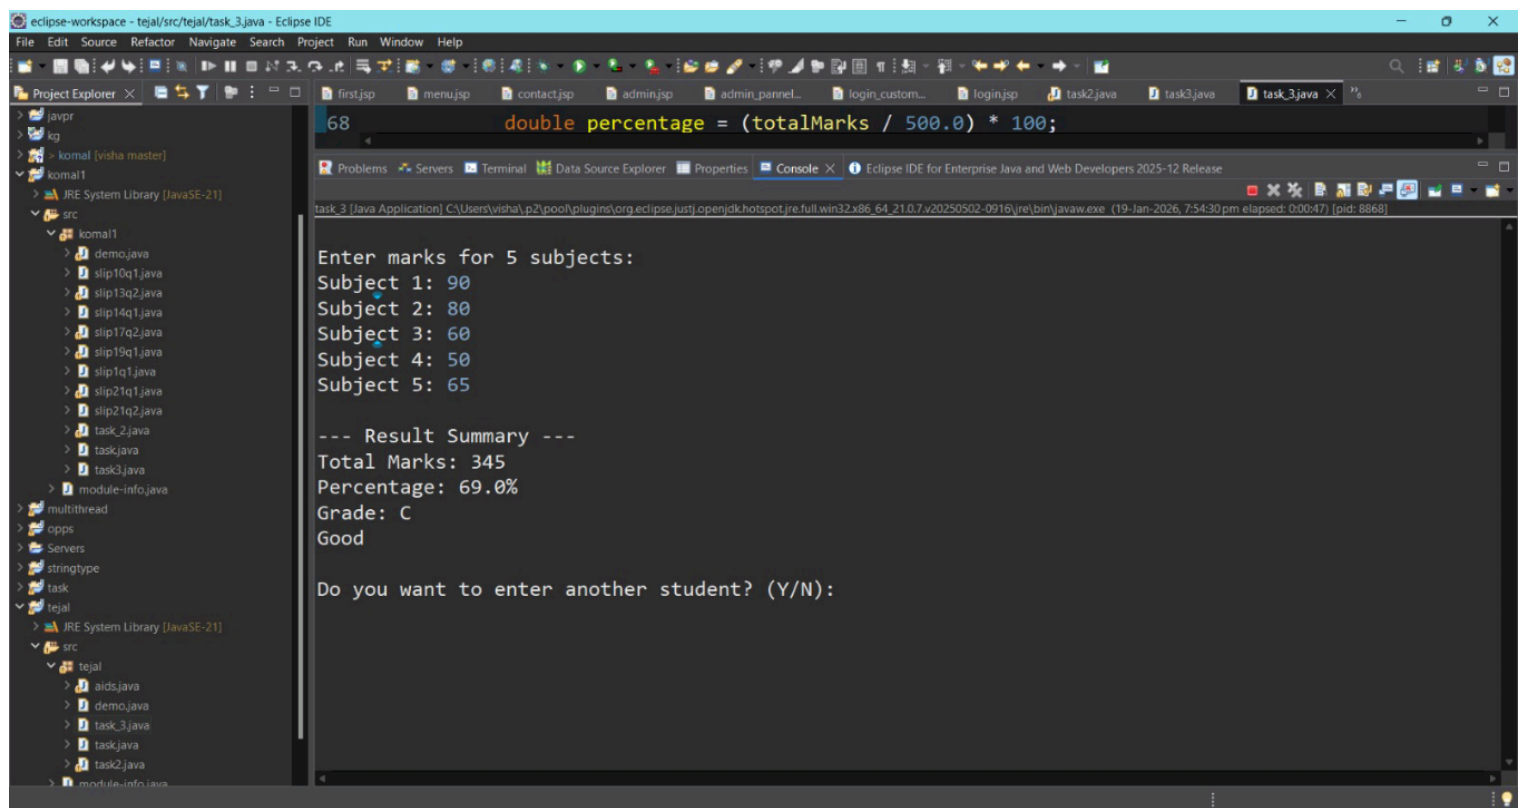 eclipse-workspace - tejal/src/tejal/task_3.java - Eclipse IDE
File Edit Source Refactor Navigate Search Project Run Window Help
Project Explorer
first.jsp menu.jsp contact.jsp admin.jsp admin_pannel... login_custom... login.jsp task2.java task3.java task_3.java
javpr
kg
> komal [visha master]
komal1
JRE System Library [JavaSE-21]
src
komal1
demo.java
slip10q1.java
slip13q2.java
slip14q1.java
slip17q2.java
slip19q1.java
slip1q1.java
slip21q1.java
slip21q2.java
task_2.java
task.java
task3.java
module-info.java
multithread
opps
Servers
stringtype
task
tejal
JRE System Library [JavaSE-21]
src
tejal
aids.java
demo.java
task_3.java
task.java
task2.java
module-info.java
68 double percentage = (totalMarks / 500.0) * 100;
Problems Servers Terminal Data Source Explorer Properties Console Eclipse IDE for Enterprise Java and Web Developers 2025-12 Release
task_3 [Java Application] C:\Users\visha\.p2\pool\plugins\org.eclipse.justj.openjdk.hotspot.jre.full.win32.x86_64_21.0.7.v20250502-0916\jre\bin\javaw.exe (19-Jan-2026, 7:54:30 pm elapsed: 0:00:47) [pid: 8868]
Enter marks for 5 subjects:
Subject 1: 90
Subject 2: 80
Subject 3: 60
Subject 4: 50
Subject 5: 65
--- Result Summary ---
Total Marks: 345
Percentage: 69.0%
Grade: C
Good
Do you want to enter another student? (Y/N):